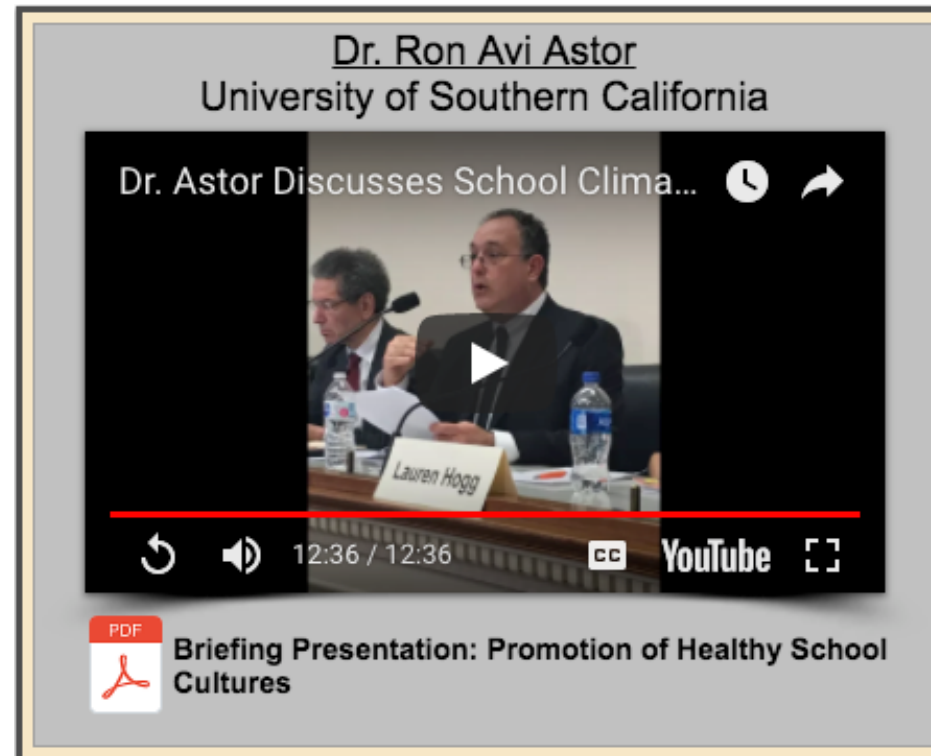 Dr. Ron Avi Astor
University of Southern California
Dr. Astor Discusses School Clima...
Lauren Hogg
12:36 / 12:36
CC
YouTube
PDF
Briefing Presentation: Promotion of Healthy School
Cultures